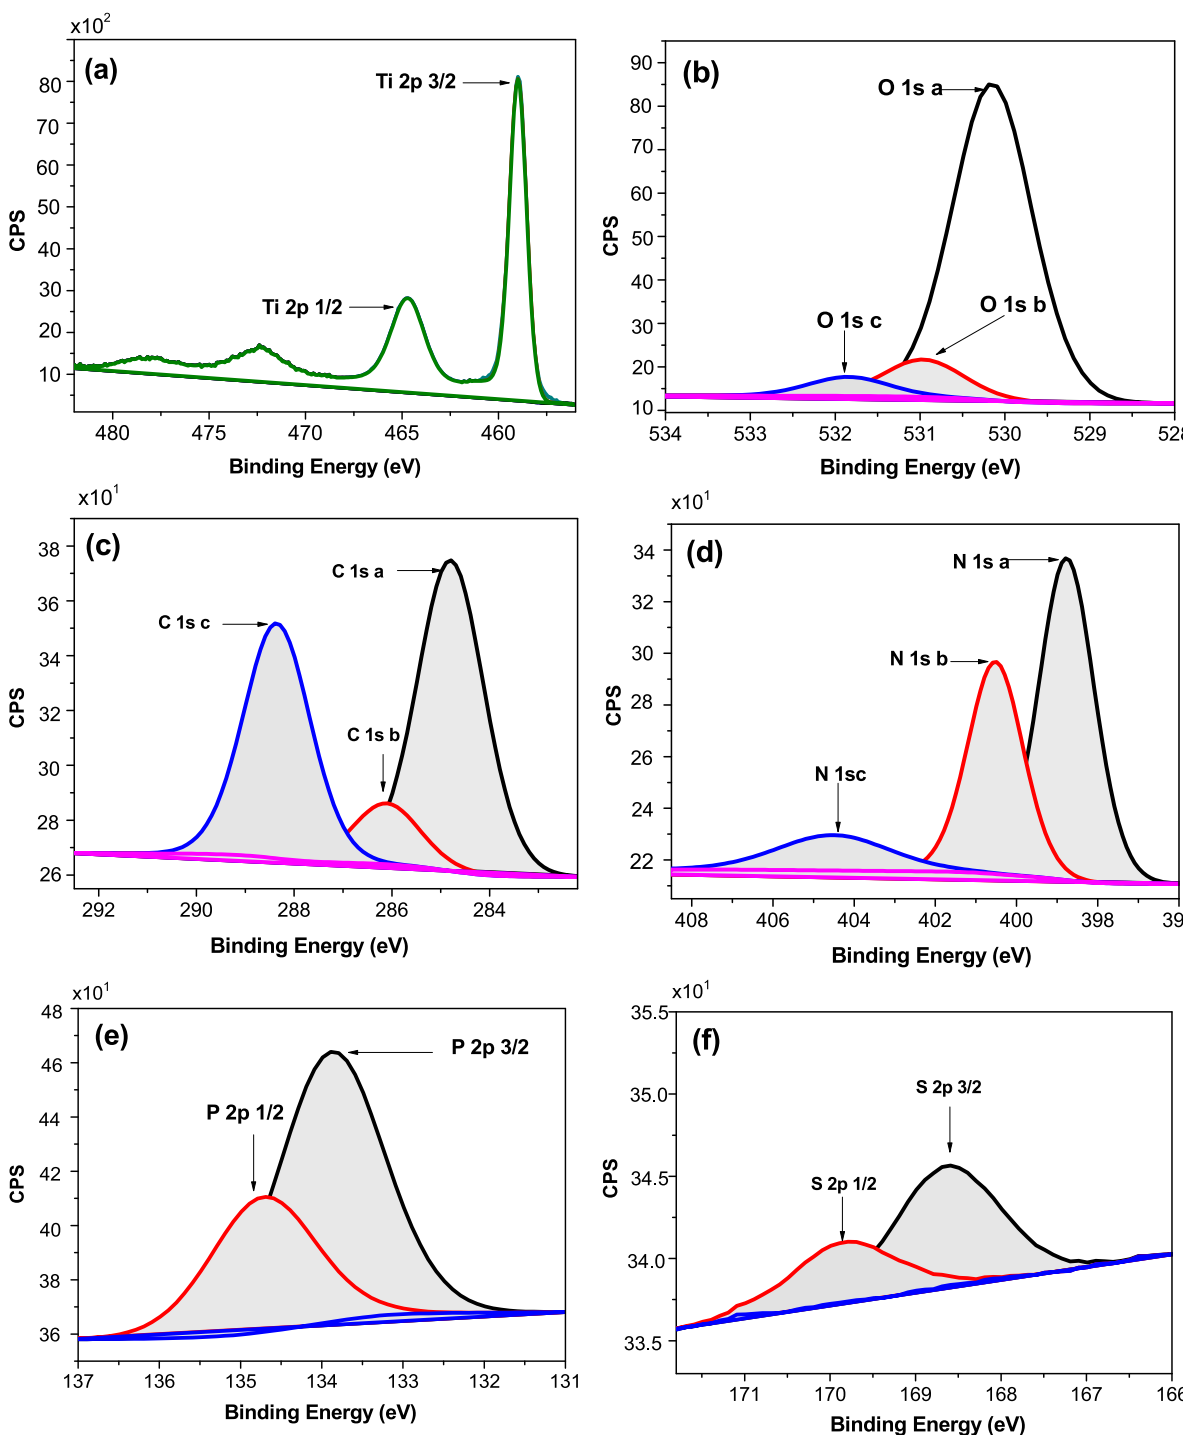 x10²
(a)
Ti 2p 3/2
Ti 2p 1/2
80
70
60
50
40
30
20
10
CPS
480 475 470 465 460
Binding Energy (eV)
(b)
O 1s a
O 1s b
O 1s c
90
80
70
60
50
40
30
20
10
CPS
534 533 532 531 530 529 528
Binding Energy (eV)
x10¹
(c)
C 1s a
C 1s c
C 1s b
38
36
34
32
30
28
26
CPS
292 290 288 286 284
Binding Energy (eV)
x10¹
(d)
N 1s a
N 1s b
N 1sc
34
30
26
24
22
CPS
408 406 404 402 400 398 39
Binding Energy (eV)
x10¹
(e)
P 2p 3/2
P 2p 1/2
48
46
44
42
40
38
36
CPS
137 136 135 134 133 132 131
Binding Energy (eV)
x10¹
(f)
S 2p 3/2
S 2p 1/2
35.5
35.0
34.5
34.0
33.5
CPS
171 170 169 168 167 166
Binding Energy (eV)